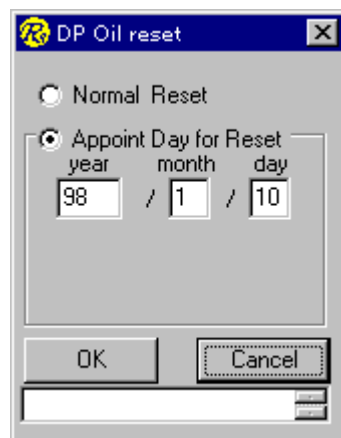 DP Oil reset
Normal Reset
Appoint Day for Reset
year month day
98 / 1 / 10
OK Cancel